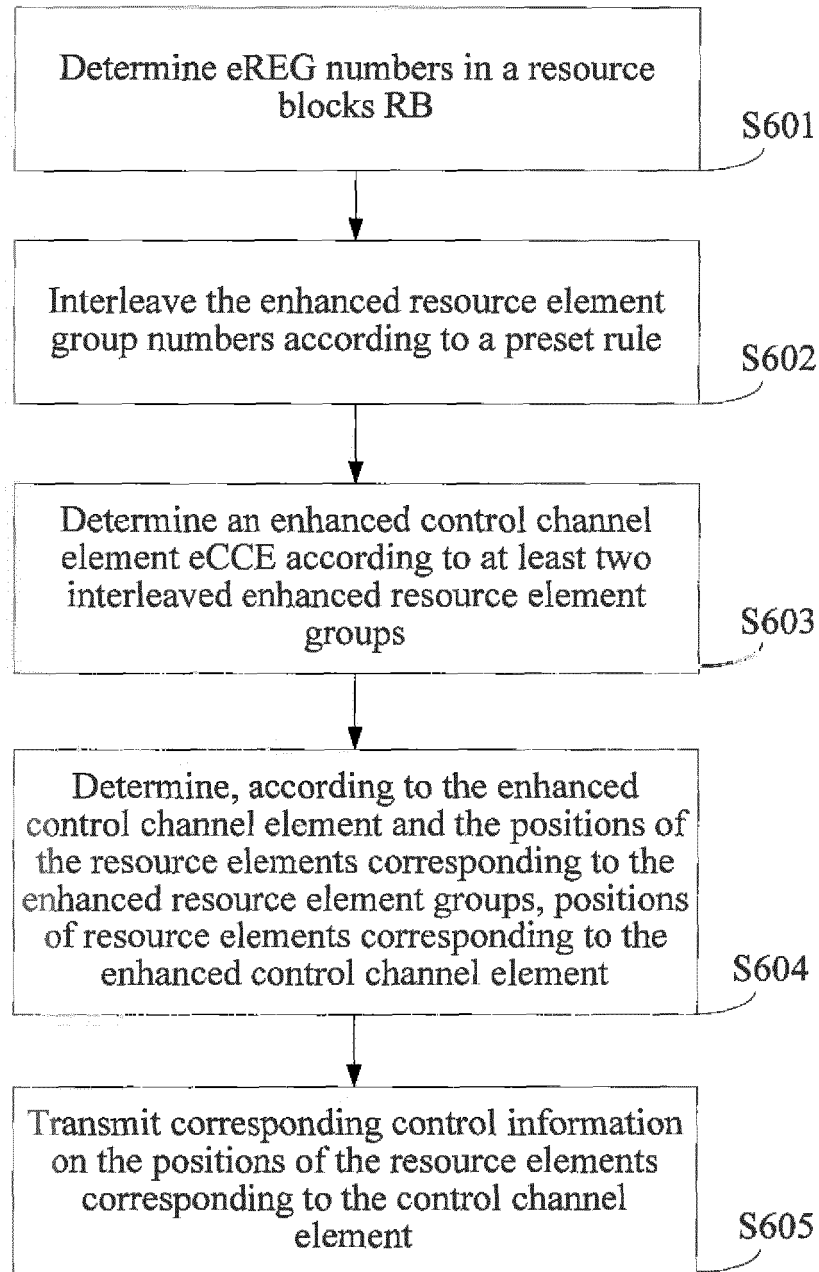 Determine eREG numbers in a resource
blocks RB
S601
Interleave the enhanced resource element
group numbers according to a preset rule
S602
Determine an enhanced control channel
element eCCE according to at least two
interleaved enhanced resource element
groups
S603
Determine, according to the enhanced
control channel element and the positions of
the resource elements corresponding to the
enhanced resource element groups, positions
of resource elements corresponding to the
enhanced control channel element
S604
Transmit corresponding control information
on the positions of the resource elements
corresponding to the control channel
element
S605